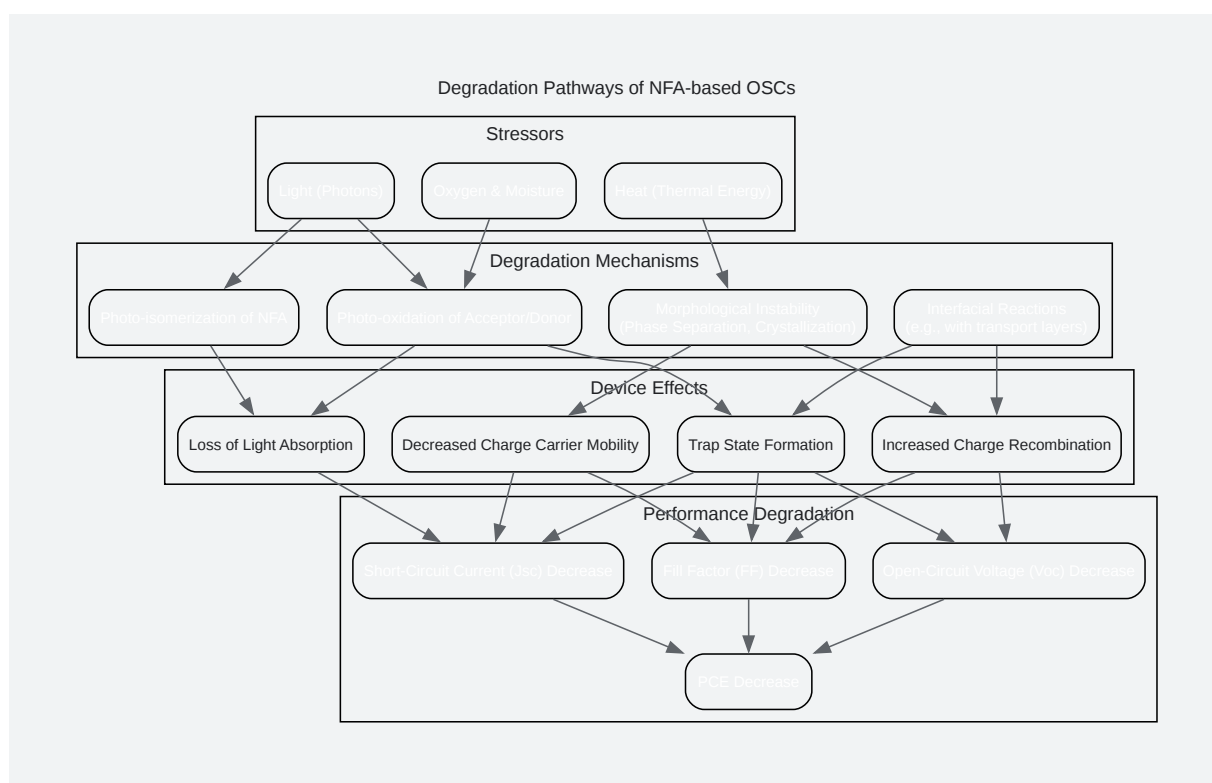 Degradation Pathways of NFA-based OSCs
Stressors
Light (Photons)
Oxygen & Moisture
Heat (Thermal Energy)
Degradation Mechanisms
Photo-isomerization of NFA
Photo-oxidation of Acceptor/Donor
Morphological Instability
(Phase Separation, Crystallization)
Interfacial Reactions
(e.g., with transport layers)
Device Effects
Loss of Light Absorption
Decreased Charge Carrier Mobility
Trap State Formation
Increased Charge Recombination
Performance Degradation
Short-Circuit Current (Jsc) Decrease
Fill Factor (FF) Decrease
Open-Circuit Voltage (Voc) Decrease
PCE Decrease